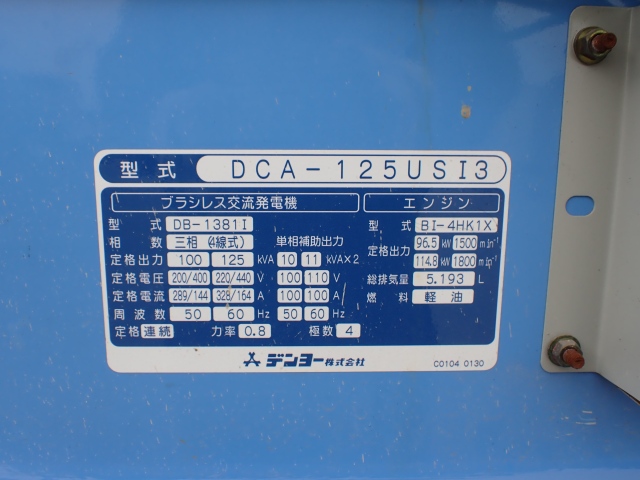 型式 DCA-125USI3
ブラシレス交流発電機 エンジン
型式 DB-1381I 型式 BI-4HK1X
相数 三相(4線式) 単相補助出力 定格出力 96.5 kW 1500 min⁻¹
定格出力 100 125 kVA 10 11 kVA×2 114.8 kW 1800 min⁻¹
定格電圧 200/400 220/440 V 100 110 V 総排気量 5.193 L
定格電流 289/144 328/164 A 100 100 A 燃料 軽油
周波数 50 60 Hz 50 60 Hz
定格 連続 力率 0.8 極数 4
デンヨー株式会社 C0104 0130